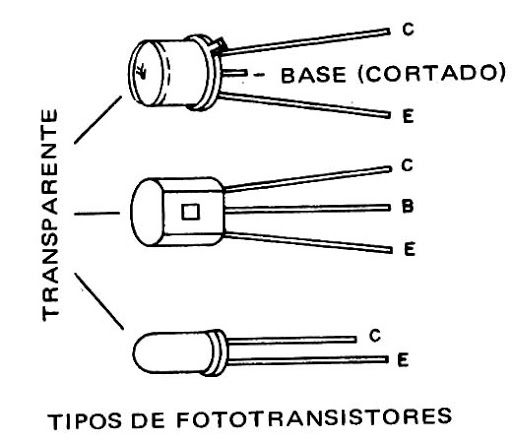 C
BASE (CORTADO)
E
TRANSPARENTE
C
B
E
C
E
TIPOS DE FOTOTRANSISTORES